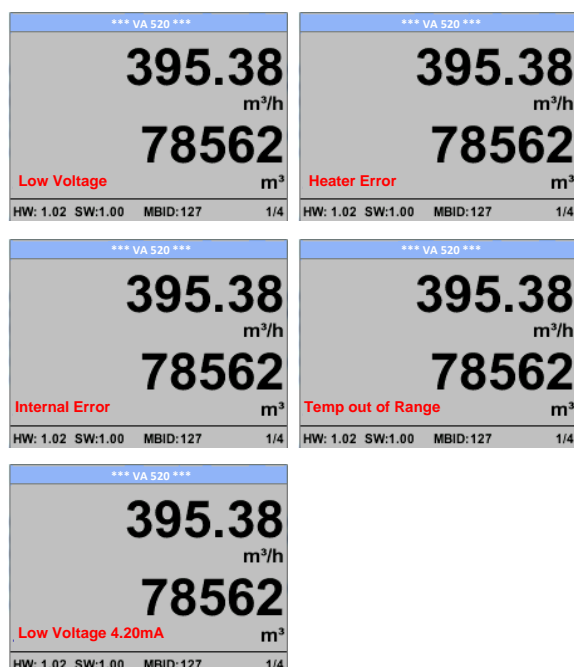 *** VA 520 ***
395.38
m³/h
78562
Low Voltage m³
HW: 1.02 SW:1.00 MBID:127 1/4
*** VA 520 ***
395.38
m³/h
78562
Heater Error m³
HW: 1.02 SW:1.00 MBID:127 1/4
*** VA 520 ***
395.38
m³/h
78562
Internal Error m³
HW: 1.02 SW:1.00 MBID:127 1/4
*** VA 520 ***
395.38
m³/h
78562
Temp out of Range m³
HW: 1.02 SW:1.00 MBID:127 1/4
*** VA 520 ***
395.38
m³/h
78562
Low Voltage 4.20mA m³
HW: 1.02 SW:1.00 MBID:127 1/4